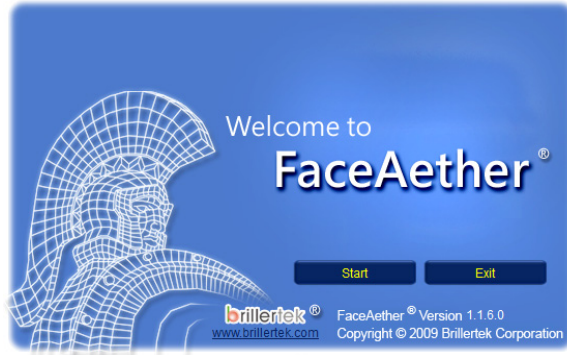 Welcome to
FaceAether ®
Start
Exit
brillertek ®
www.brillertek.com
FaceAether ® Version 1.1.6.0
Copyright © 2009 Brillertek Corporation